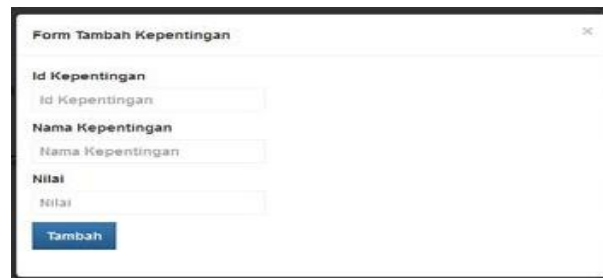 Form Tambah Kepentingan
×
Id Kepentingan
Id Kepentingan
Nama Kepentingan
Nama Kepentingan
Nilai
Nilai
Tambah